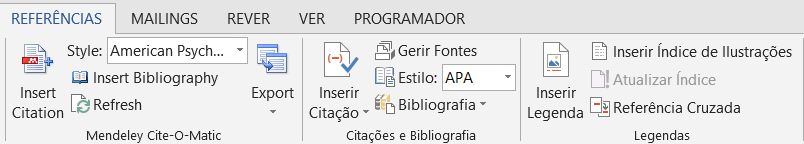 REFERÊNCIAS MAILINGS REVER VER PROGRAMADOR
Insert
Citation
Style: American Psych...
Insert Bibliography
Refresh
Export
Mendeley Cite-O-Matic
Inserir
Citação
Gerir Fontes
Estilo: APA
Bibliografia
Citações e Bibliografia
Inserir
Legenda
Inserir Índice de Ilustrações
Atualizar Índice
Referência Cruzada
Legendas